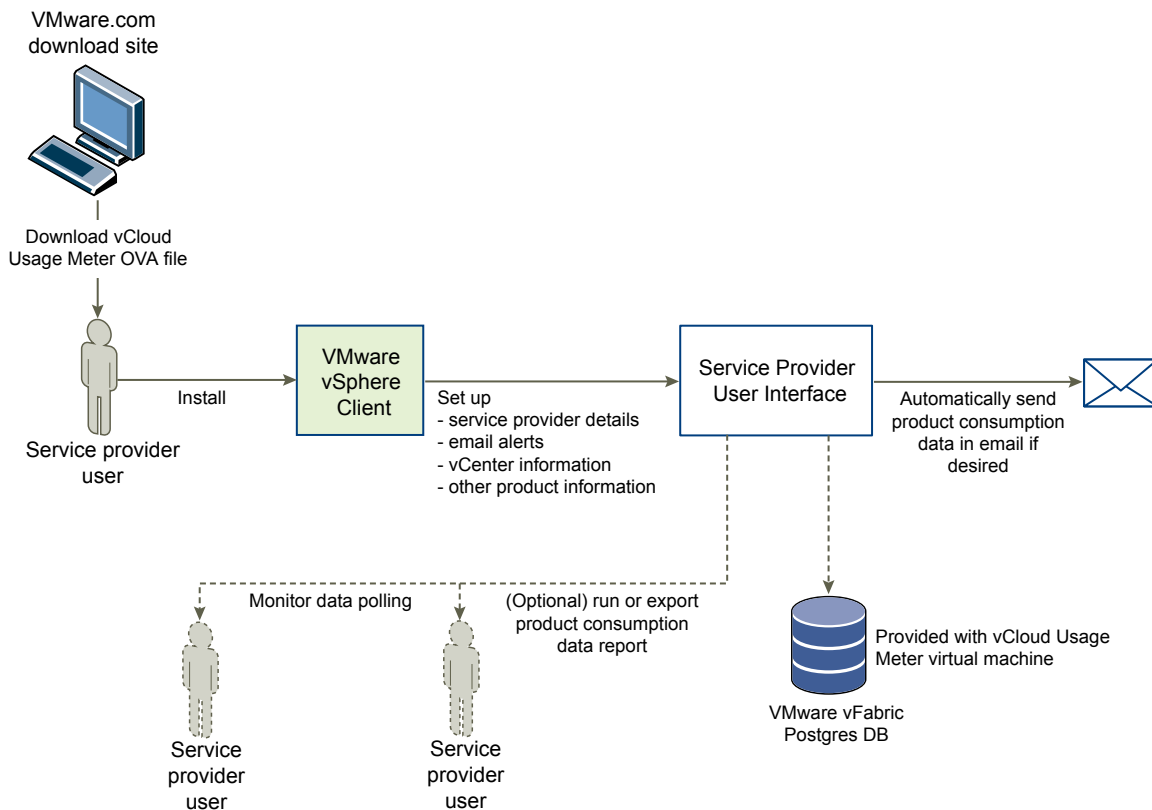 VMware.com
download site
Download vCloud
Usage Meter OVA file
Service provider
user
Install
VMware
vSphere
Client
Set up
- service provider details
- email alerts
- vCenter information
- other product information
Service Provider
User Interface
Automatically send
product consumption
data in email if
desired
Monitor data polling
(Optional) run or export
product consumption
data report
Service
provider
user
Service
provider
user
Provided with vCloud Usage
Meter virtual machine
VMware vFabric
Postgres DB